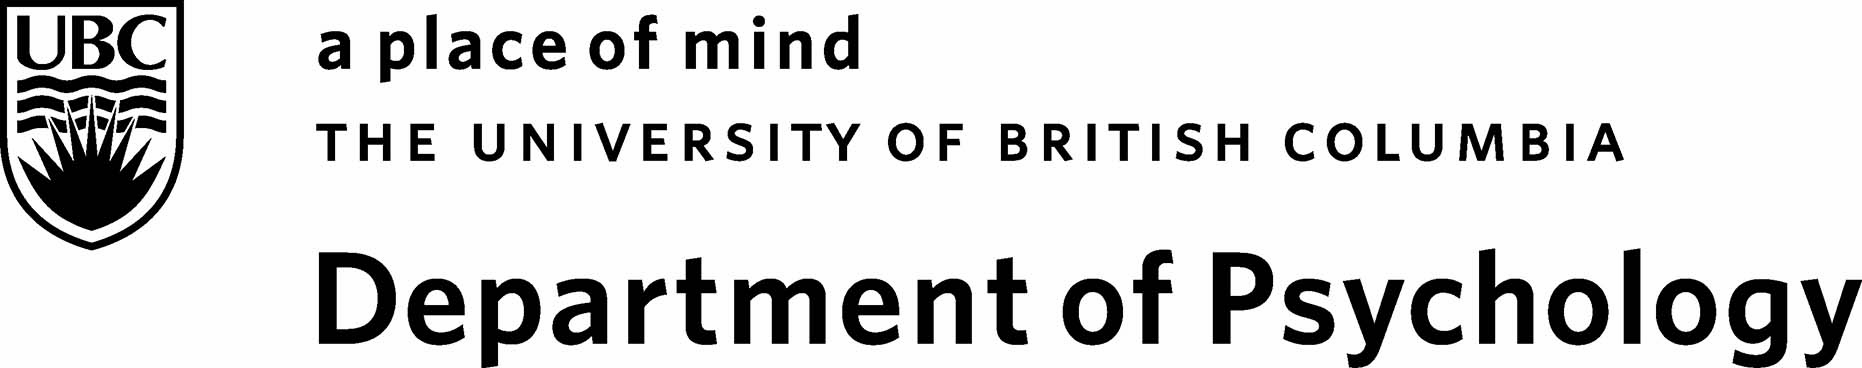 UBC
a place of mind
THE UNIVERSITY OF BRITISH COLUMBIA
Department of Psychology